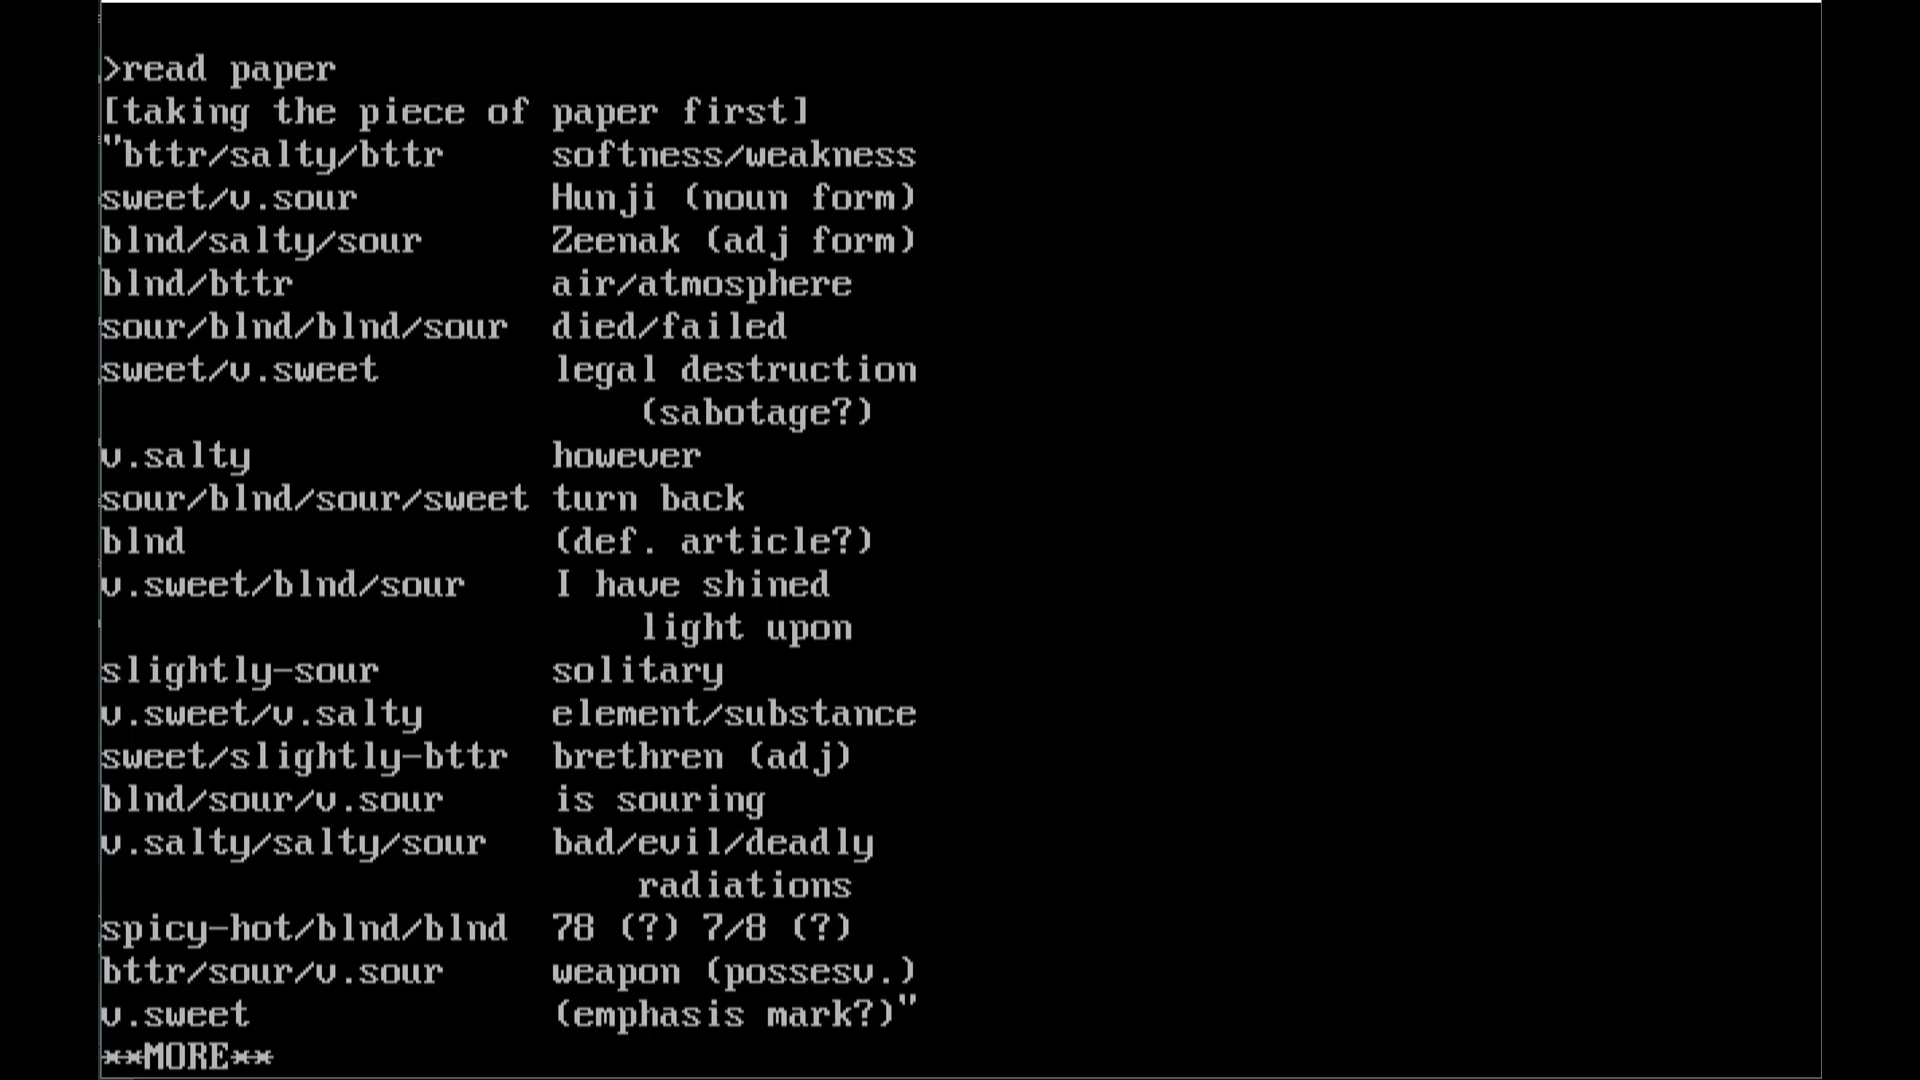 >read paper
[taking the piece of paper first]
"bttr/salty/bttr softness/weakness
sweet/v.sour Hunji (noun form)
blnd/salty/sour Zeenak (adj form)
blnd/bttr air/atmosphere
sour/blnd/blnd/sour died/failed
sweet/v.sweet legal destruction
(sabotage?)
v.salty however
sour/blnd/sour/sweet turn back
blnd (def. article?)
v.sweet/blnd/sour I have shined
light upon
slightly-sour solitary
v.sweet/v.salty element/substance
sweet/slightly-bttr brethren (adj)
blnd/sour/v.sour is souring
v.salty/salty/sour bad/evil/deadly
radiations
spicy-hot/blnd/blnd 78 (?) 7/8 (?)
bttr/sour/v.sour weapon (possesv.)
v.sweet (emphasis mark?)"
**MORE**